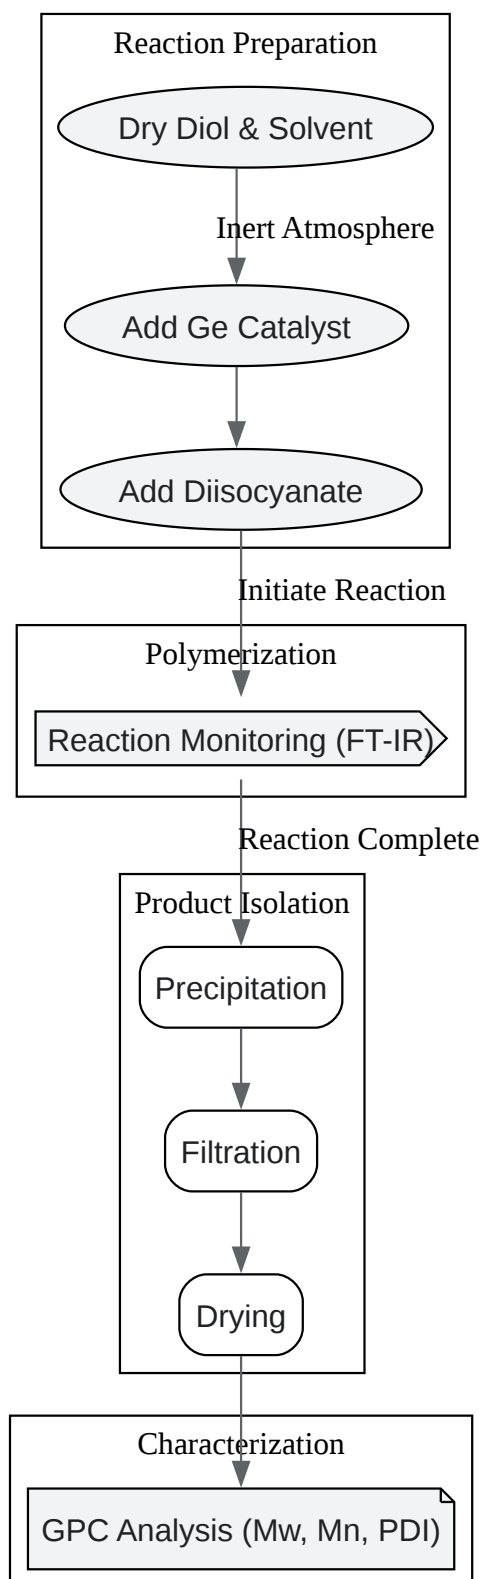 Reaction Preparation
Dry Diol & Solvent
Inert Atmosphere
Add Ge Catalyst
Add Diisocyanate
Initiate Reaction
Polymerization
Reaction Monitoring (FT-IR)
Reaction Complete
Product Isolation
Precipitation
Filtration
Drying
Characterization
GPC Analysis (Mw, Mn, PDI)